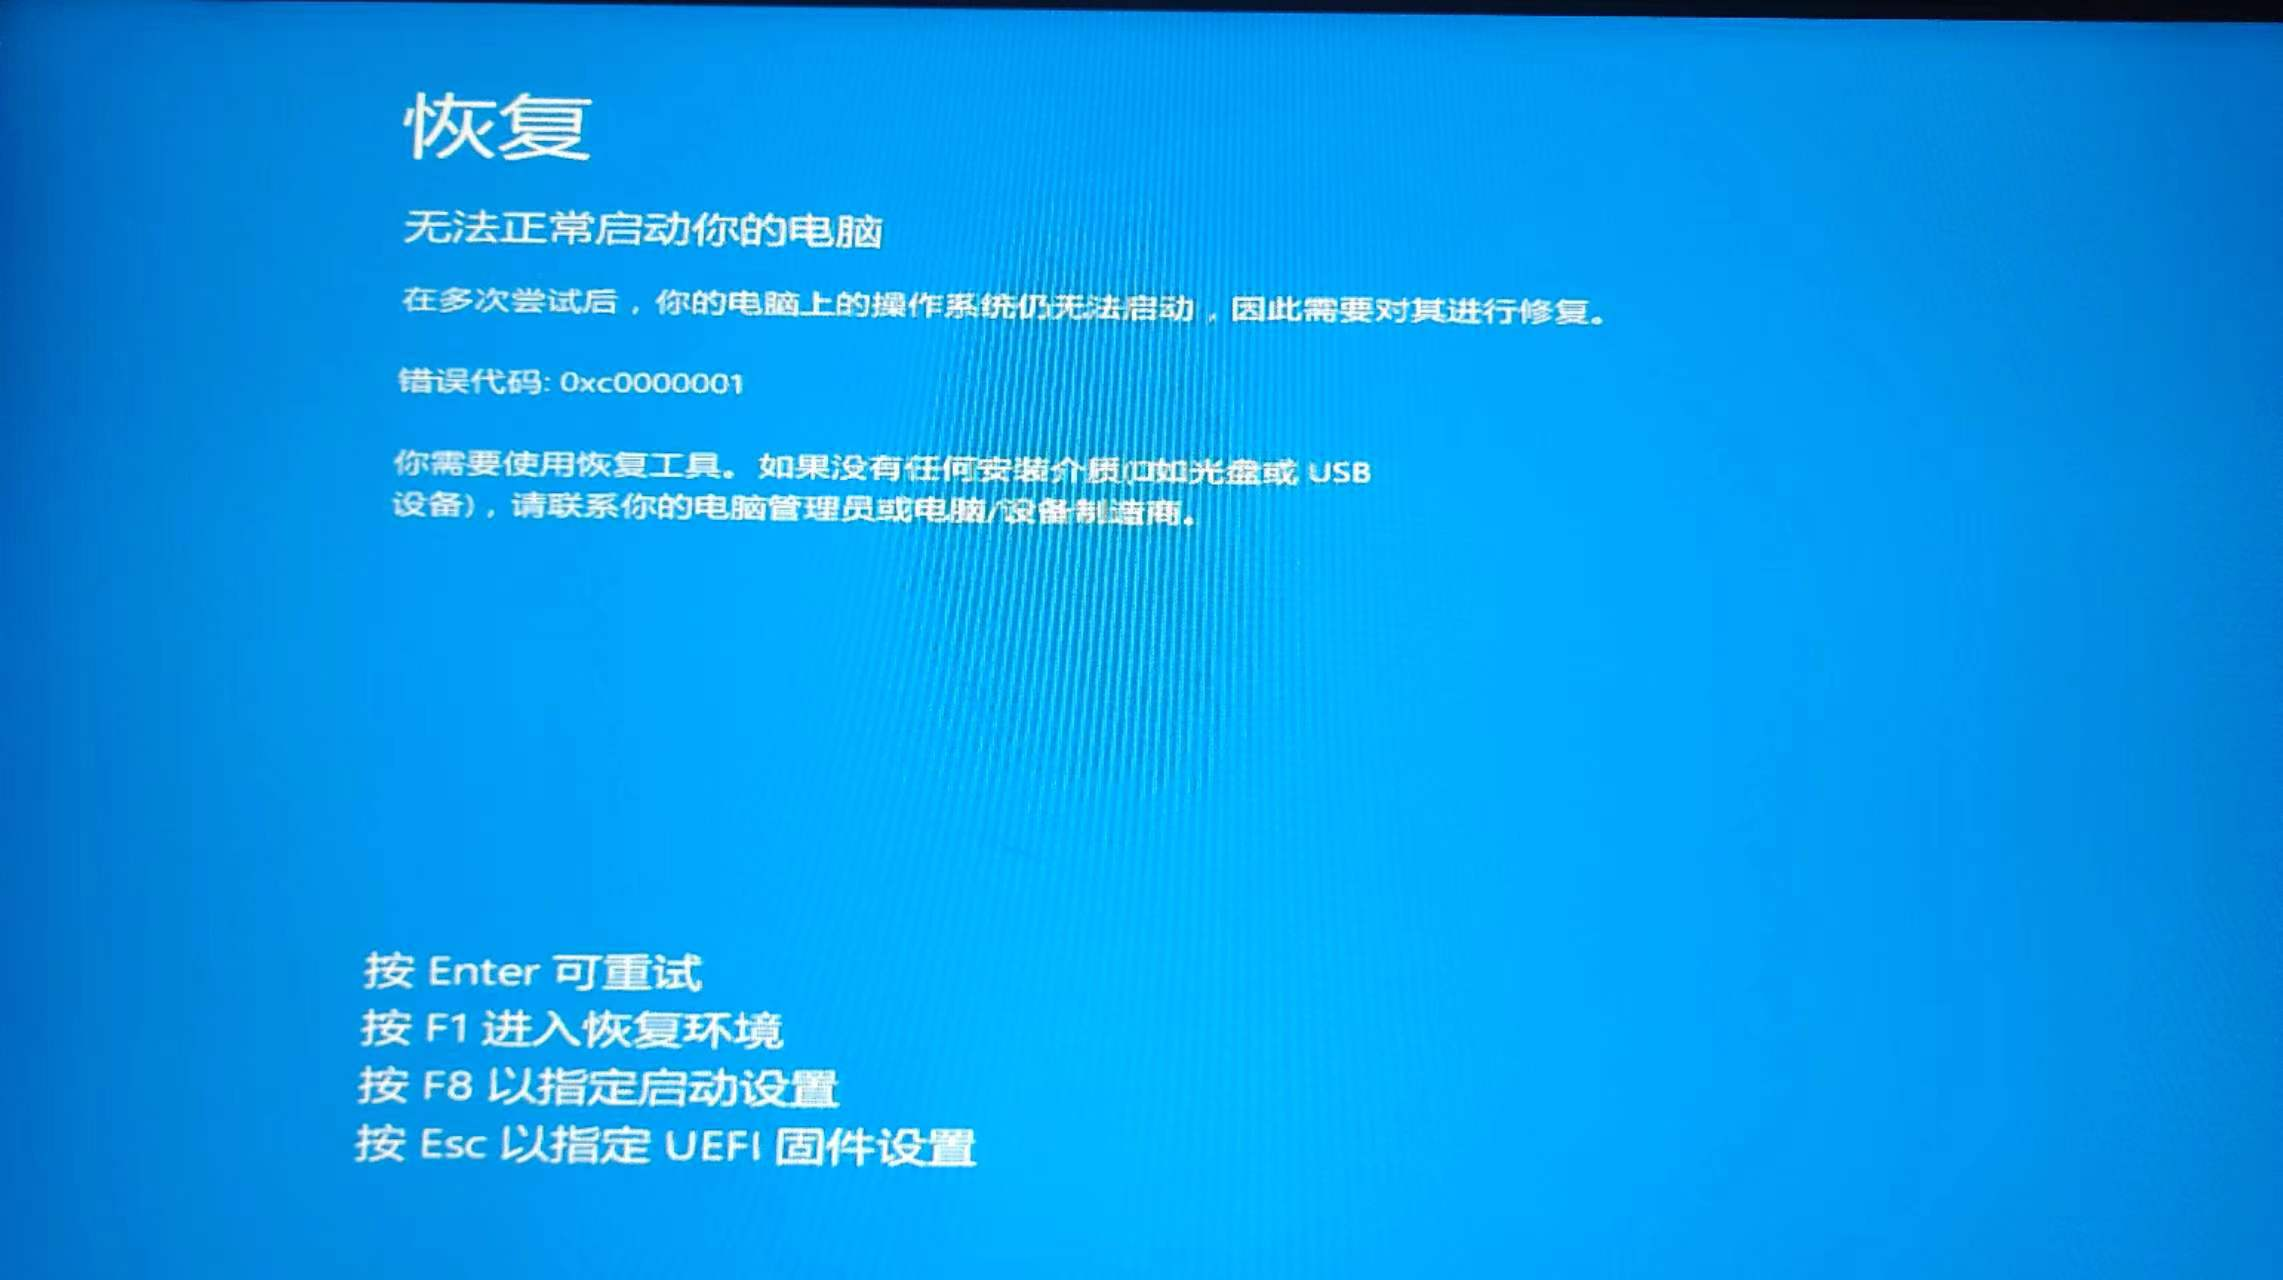 恢复
无法正常启动你的电脑
在多次尝试后，你的电脑上的操作系统仍无法启动，因此需要对其进行修复。
错误代码: 0xc0000001
你需要使用恢复工具。如果没有任何安装介质(如光盘或 USB
设备)，请联系你的电脑管理员或电脑/设备制造商。
按 Enter 可重试
按 F1 进入恢复环境
按 F8 以指定启动设置
按 Esc 以指定 UEFI 固件设置